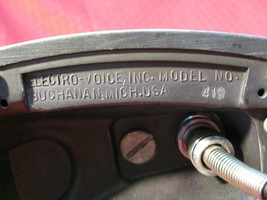 ELECTRO-VOICE, INC. MODEL NO.
BUCHANAN, MICH. USA 419